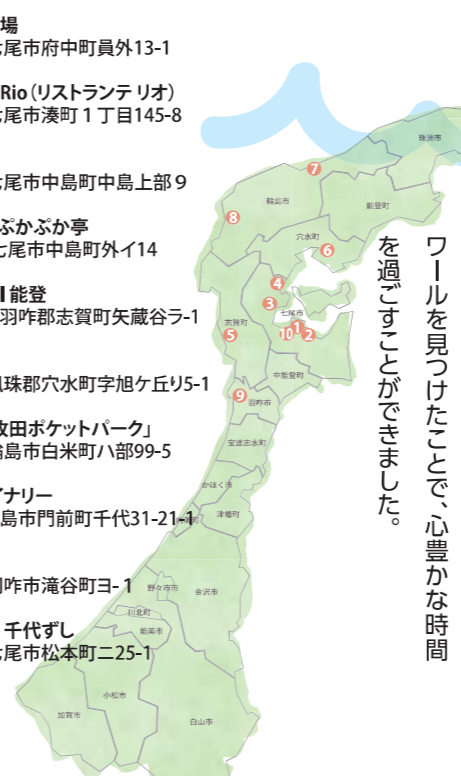 場
七尾市府中町員外13-1
Rio（リストランテ リオ）
七尾市湊町１丁目145-8
七尾市中島町中島上部９
ぷかぷか亭
七尾市中島町外イ14
能登
羽咋郡志賀町矢蔵谷ラ-1
鳳珠郡穴水町字旭ケ丘り5-1
枚田ポケットパーク」
輪島市白米町ハ部99-5
イナリー
島市門前町千代31-21-1
羽咋市滝谷町ヨ-1
千代ずし
七尾市松本町ニ25-1
ワールを見つけたことで、心豊かな時間
を過ごすことができました。
珠洲市
7
輪島市
能登町
8
穴水町
6
4
3
七尾市
志賀町
5
10
1
2
中能登町
9
羽咋市
宝達志水町
かほく市
津幡町
野々市市
金沢市
川北町
能美市
小松市
加賀市
白山市